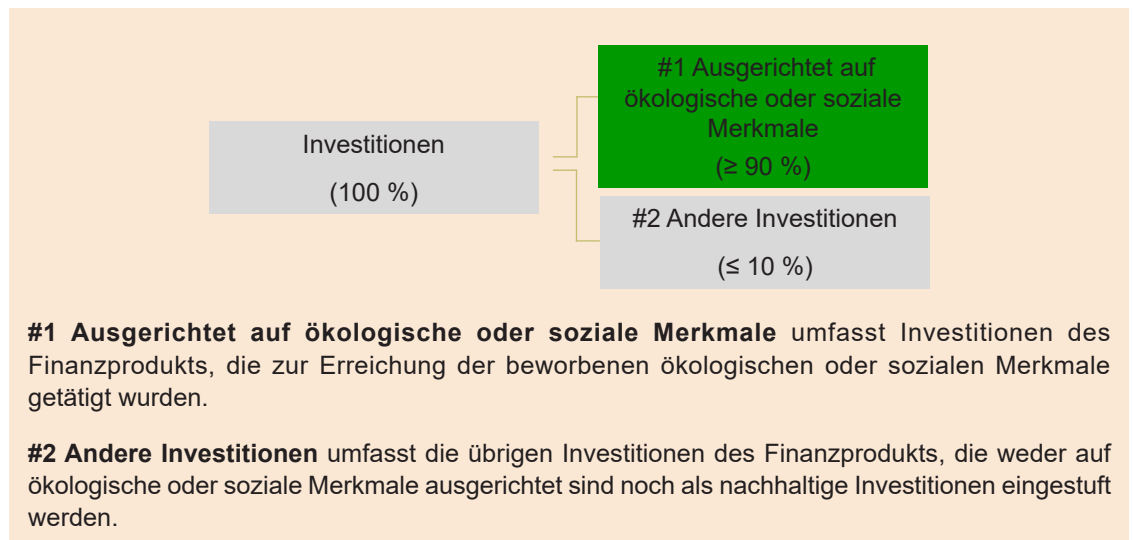 #1 Ausgerichtet auf
ökologische oder soziale
Merkmale
(≥ 90 %)
Investitionen
(100 %)
#2 Andere Investitionen
(≤ 10 %)
#1 Ausgerichtet auf ökologische oder soziale Merkmale umfasst Investitionen des
Finanzprodukts, die zur Erreichung der beworbenen ökologischen oder sozialen Merkmale
getätigt wurden.
#2 Andere Investitionen umfasst die übrigen Investitionen des Finanzprodukts, die weder auf
ökologische oder soziale Merkmale ausgerichtet sind noch als nachhaltige Investitionen eingestuft
werden.